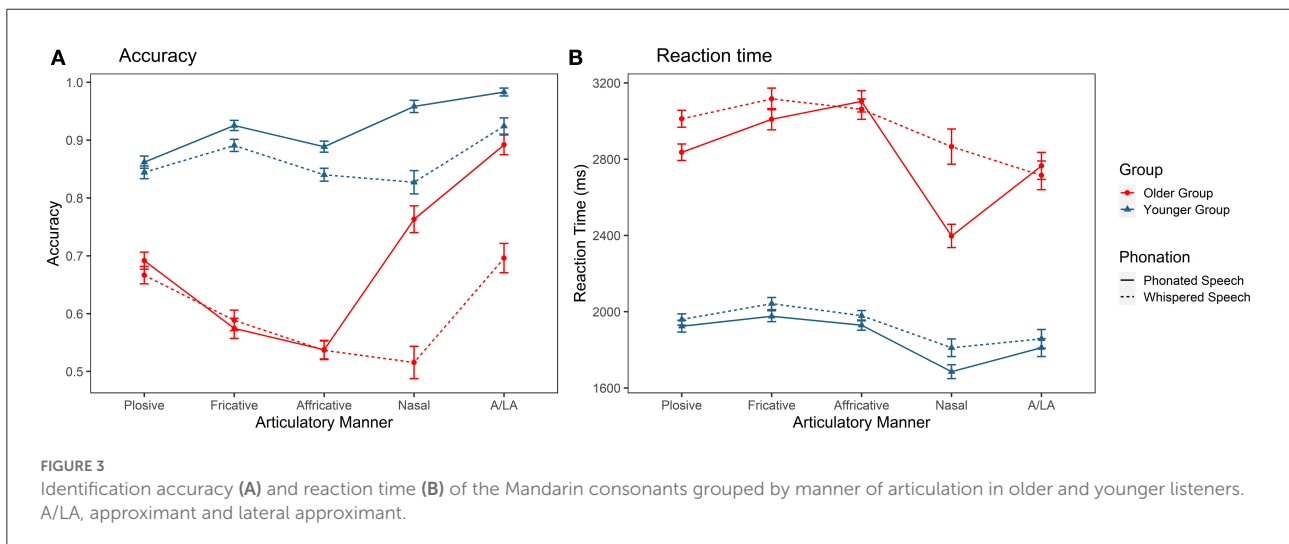 A Accuracy
1.0
0.9
0.8
0.7
0.6
0.5
Accuracy
Plosive Fricative Affricative Nasal A/LA
Articulatory Manner
B Reaction time
3200
2800
2400
2000
1600
Reaction Time (ms)
Plosive Fricative Affricative Nasal A/LA
Articulatory Manner
Group
Older Group
Younger Group
Phonation
Phonated Speech
Whispered Speech
FIGURE 3
Identification accuracy (A) and reaction time (B) of the Mandarin consonants grouped by manner of articulation in older and younger listeners.
A/LA, approximant and lateral approximant.